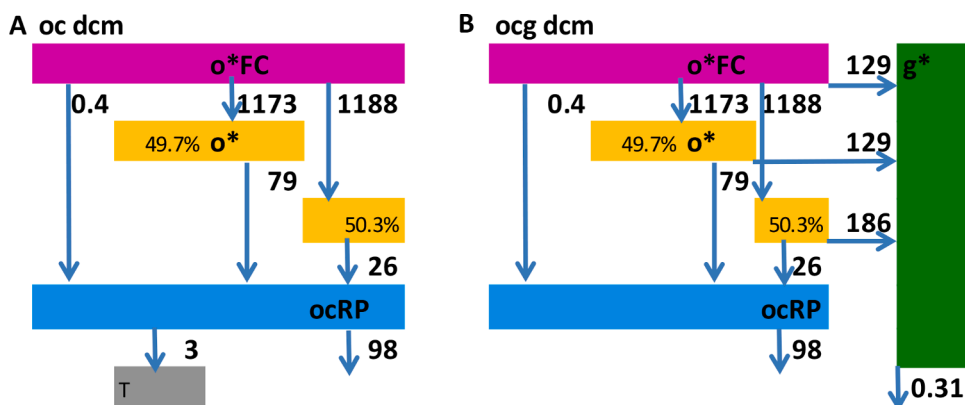 A oc dcm
o*FC
0.4 1173 1188
49.7% o*
79
50.3%
26
ocRP
3 98
T
B ocg dcm
o*FC
129 g*
0.4 1173 1188
49.7% o*
129
79
50.3% 186
26
ocRP
98
0.31